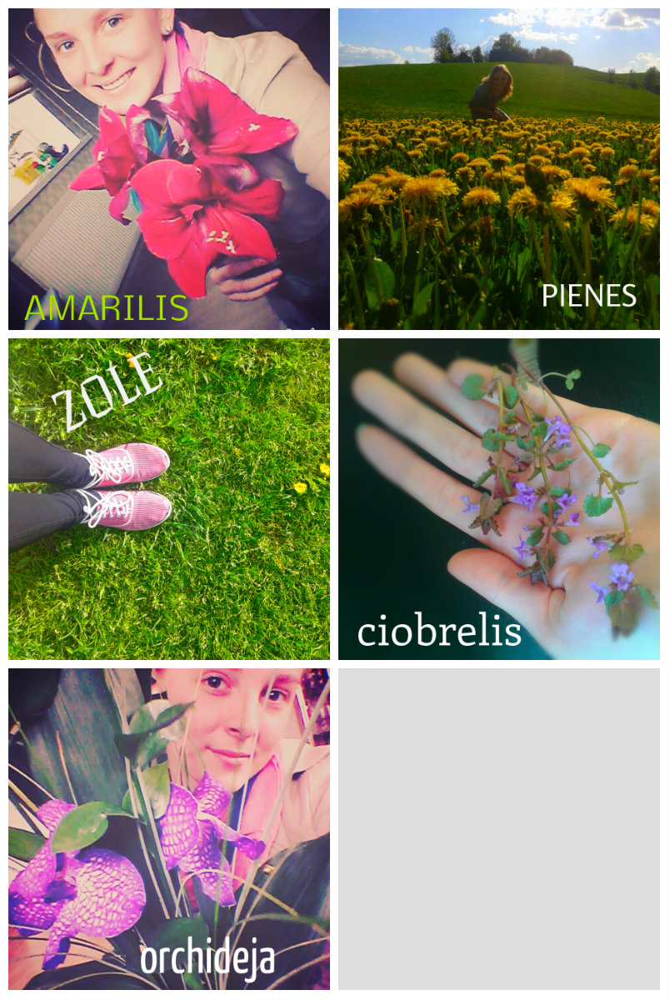 AMARILIS
PIENES
ZOLE
ciobrelis
orchideja